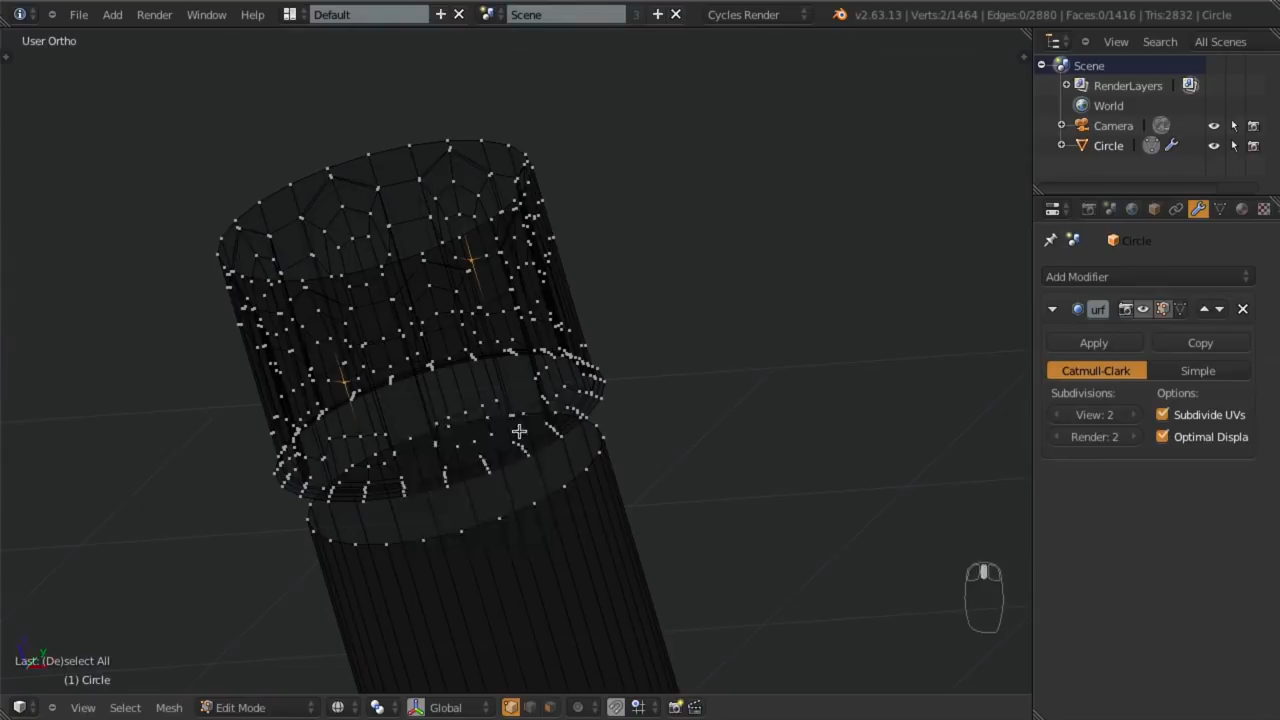 File Add Render Window Help Default Scene 3 Cycles Render v2.63.13 | Verts:2/1464 | Edges:0/2880 | Faces:0/1416 | Tris:2832 | Circle
User Ortho
View Search All Scenes
Scene
RenderLayers
World
Camera
Circle
Circle
Add Modifier
urf
Apply Copy
Catmull-Clark Simple
Subdivisions: Options:
View: 2 Subdivide UVs
Render: 2 Optimal Displa
Last: (De)select All
(1) Circle
View Select Mesh Edit Mode Global